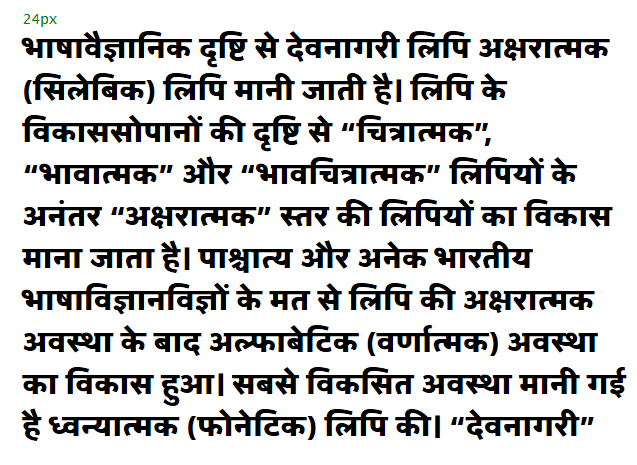 24px
भाषावैज्ञानिक दृष्टि से देवनागरी लिपि अक्षरात्मक
(सिलेबिक) लिपि मानी जाती है। लिपि के
विकाससोपानों की दृष्टि से “चित्रात्मक”,
“भावात्मक” और “भावचित्रात्मक” लिपियों के
अनंतर “अक्षरात्मक” स्तर की लिपियों का विकास
माना जाता है। पाश्चात्य और अनेक भारतीय
भाषाविज्ञानविज्ञों के मत से लिपि की अक्षरात्मक
अवस्था के बाद अल्फाबेटिक (वर्णात्मक) अवस्था
का विकास हुआ। सबसे विकसित अवस्था मानी गई
है ध्वन्यात्मक (फोनेटिक) लिपि की। “देवनागरी”